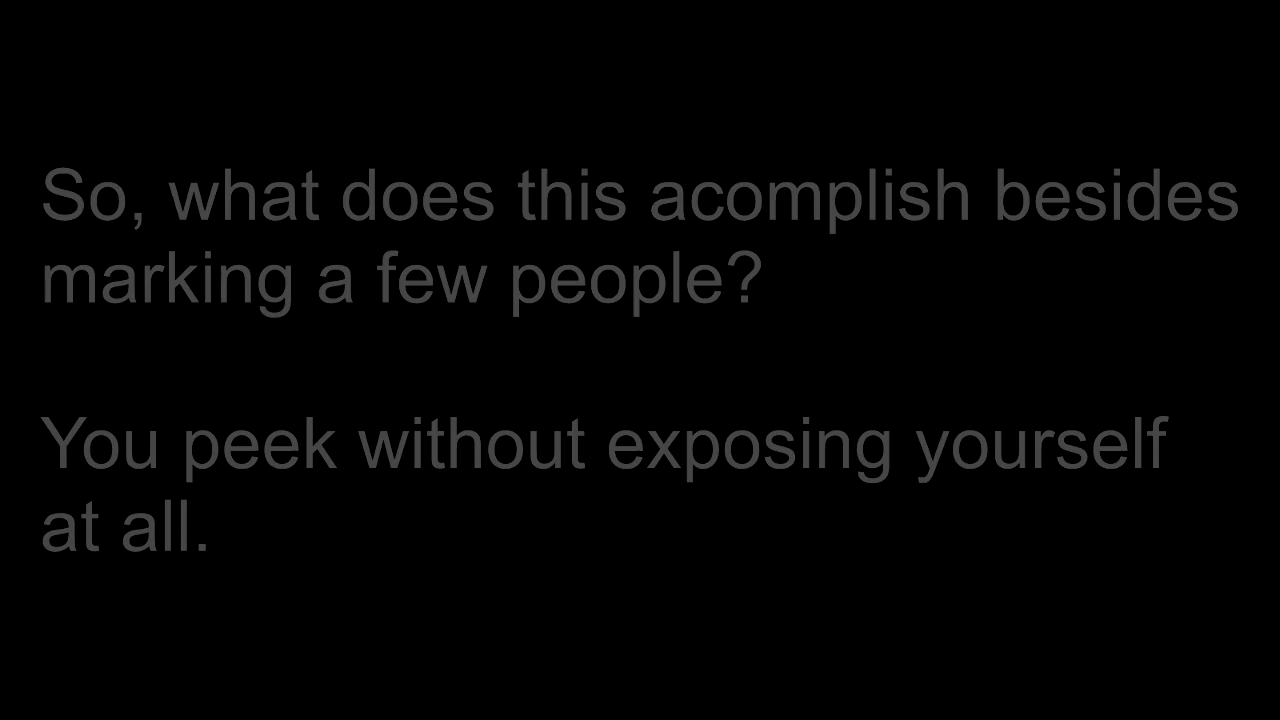 So, what does this acomplish besides
marking a few people?
You peek without exposing yourself
at all.